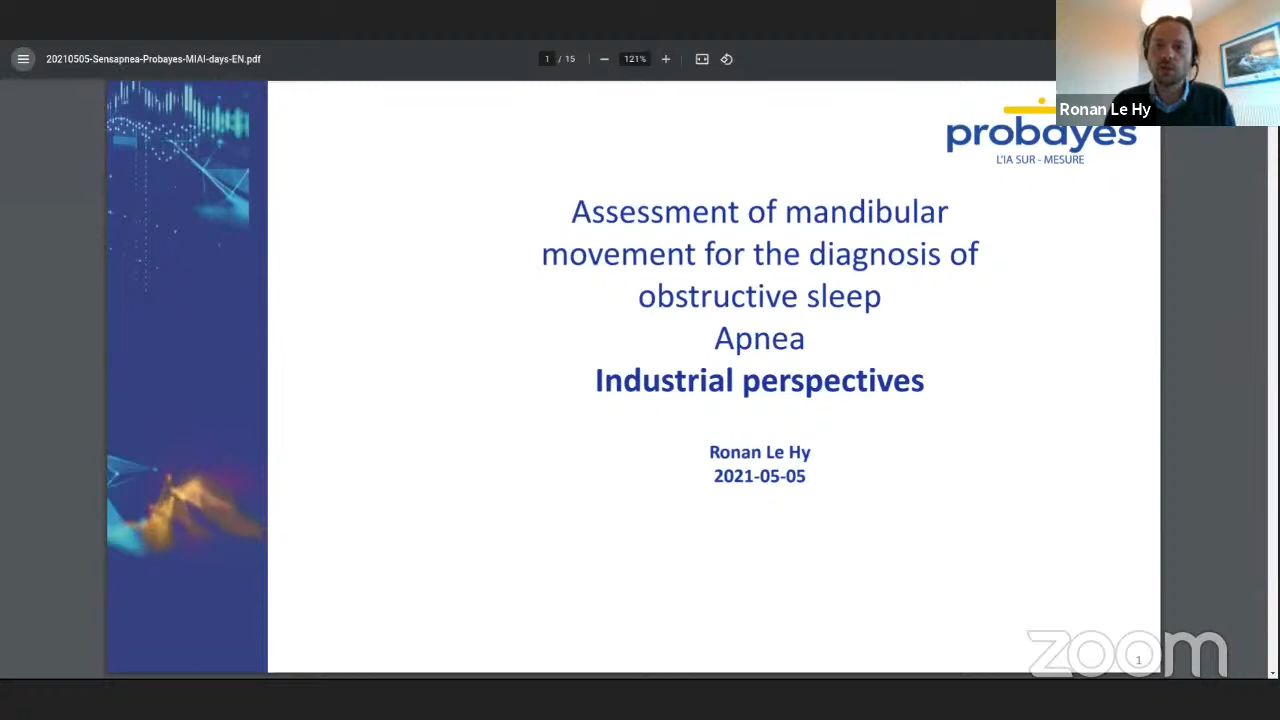 20210505-Sensapnea-Probayes-MIAI-days-EN.pdf
1 / 15
121%
Ronan Le Hy
probayes
L'IA SUR - MESURE
Assessment of mandibular
movement for the diagnosis of
obstructive sleep
Apnea
Industrial perspectives
Ronan Le Hy
2021-05-05
zoom
1